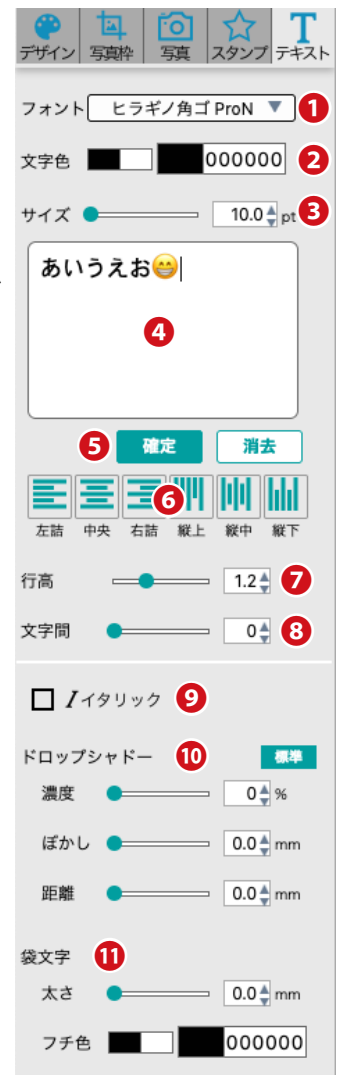 デザイン 写真枠 写真 スタンプ テキスト
フォント ヒラギノ角ゴ ProN ▼ 1
文字色 000000 2
サイズ 10.0 pt 3
あいうえお😁
4
5 確定 消去
6
左詰 中央 右詰 縦上 縦中 縦下
行高 1.2 7
文字間 0 8
I イタリック 9
ドロップシャドー 10 標準
濃度 0 %
ぼかし 0.0 mm
距離 0.0 mm
袋文字 11
太さ 0.0 mm
フチ色 000000